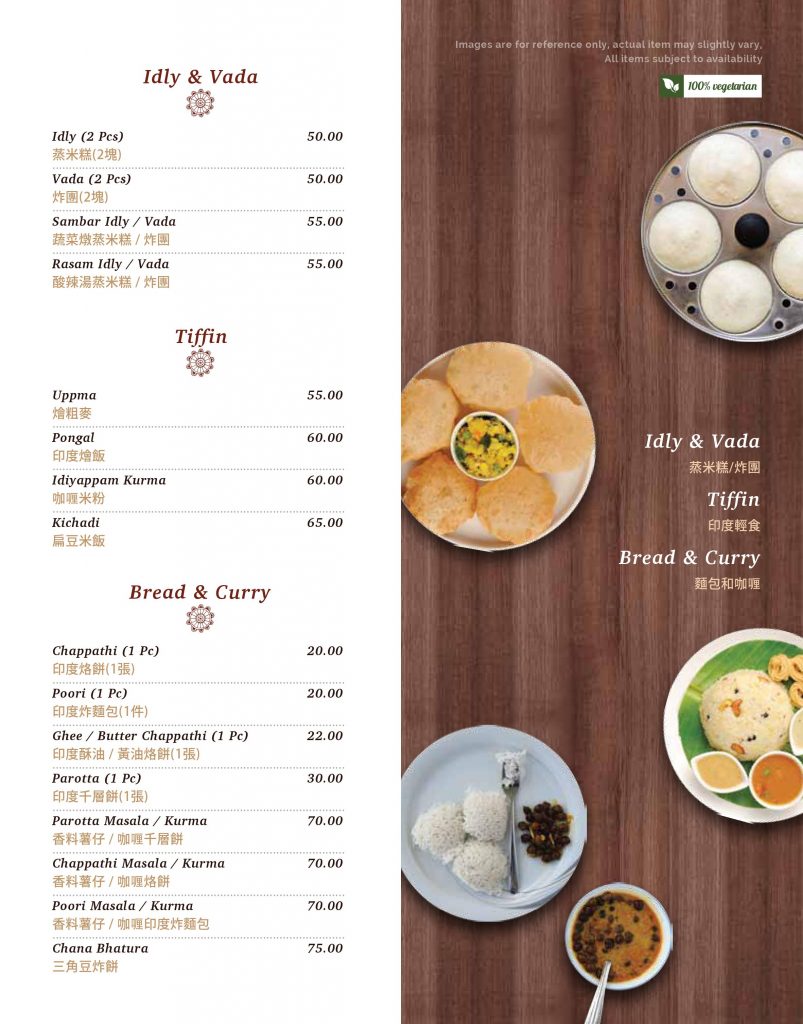 Idly & Vada
Idly (2 Pcs) 50.00
蒸米糕(2塊)
Vada (2 Pcs) 50.00
炸團(2塊)
Sambar Idly / Vada 55.00
蔬菜燉蒸米糕 / 炸團
Rasam Idly / Vada 55.00
酸辣湯蒸米糕 / 炸團
Tiffin
Uppma 55.00
燴粗麥
Pongal 60.00
印度燴飯
Idiyappam Kurma 60.00
咖喱米粉
Kichadi 65.00
扁豆米飯
Bread & Curry
Chappathi (1 Pc) 20.00
印度烙餅(1張)
Poori (1 Pc) 20.00
印度炸麵包(1件)
Ghee / Butter Chappathi (1 Pc) 22.00
印度酥油 / 黃油烙餅(1張)
Parotta (1 Pc) 30.00
印度千層餅(1張)
Parotta Masala / Kurma 70.00
香料薯仔 / 咖喱千層餅
Chappathi Masala / Kurma 70.00
香料薯仔 / 咖喱烙餅
Poori Masala / Kurma 70.00
香料薯仔 / 咖喱印度炸麵包
Chana Bhatura 75.00
三角豆炸餅
Images are for reference only, actual item may slightly vary,
All items subject to availability
100% vegetarian
Idly & Vada
蒸米糕/炸團
Tiffin
印度輕食
Bread & Curry
麵包和咖喱